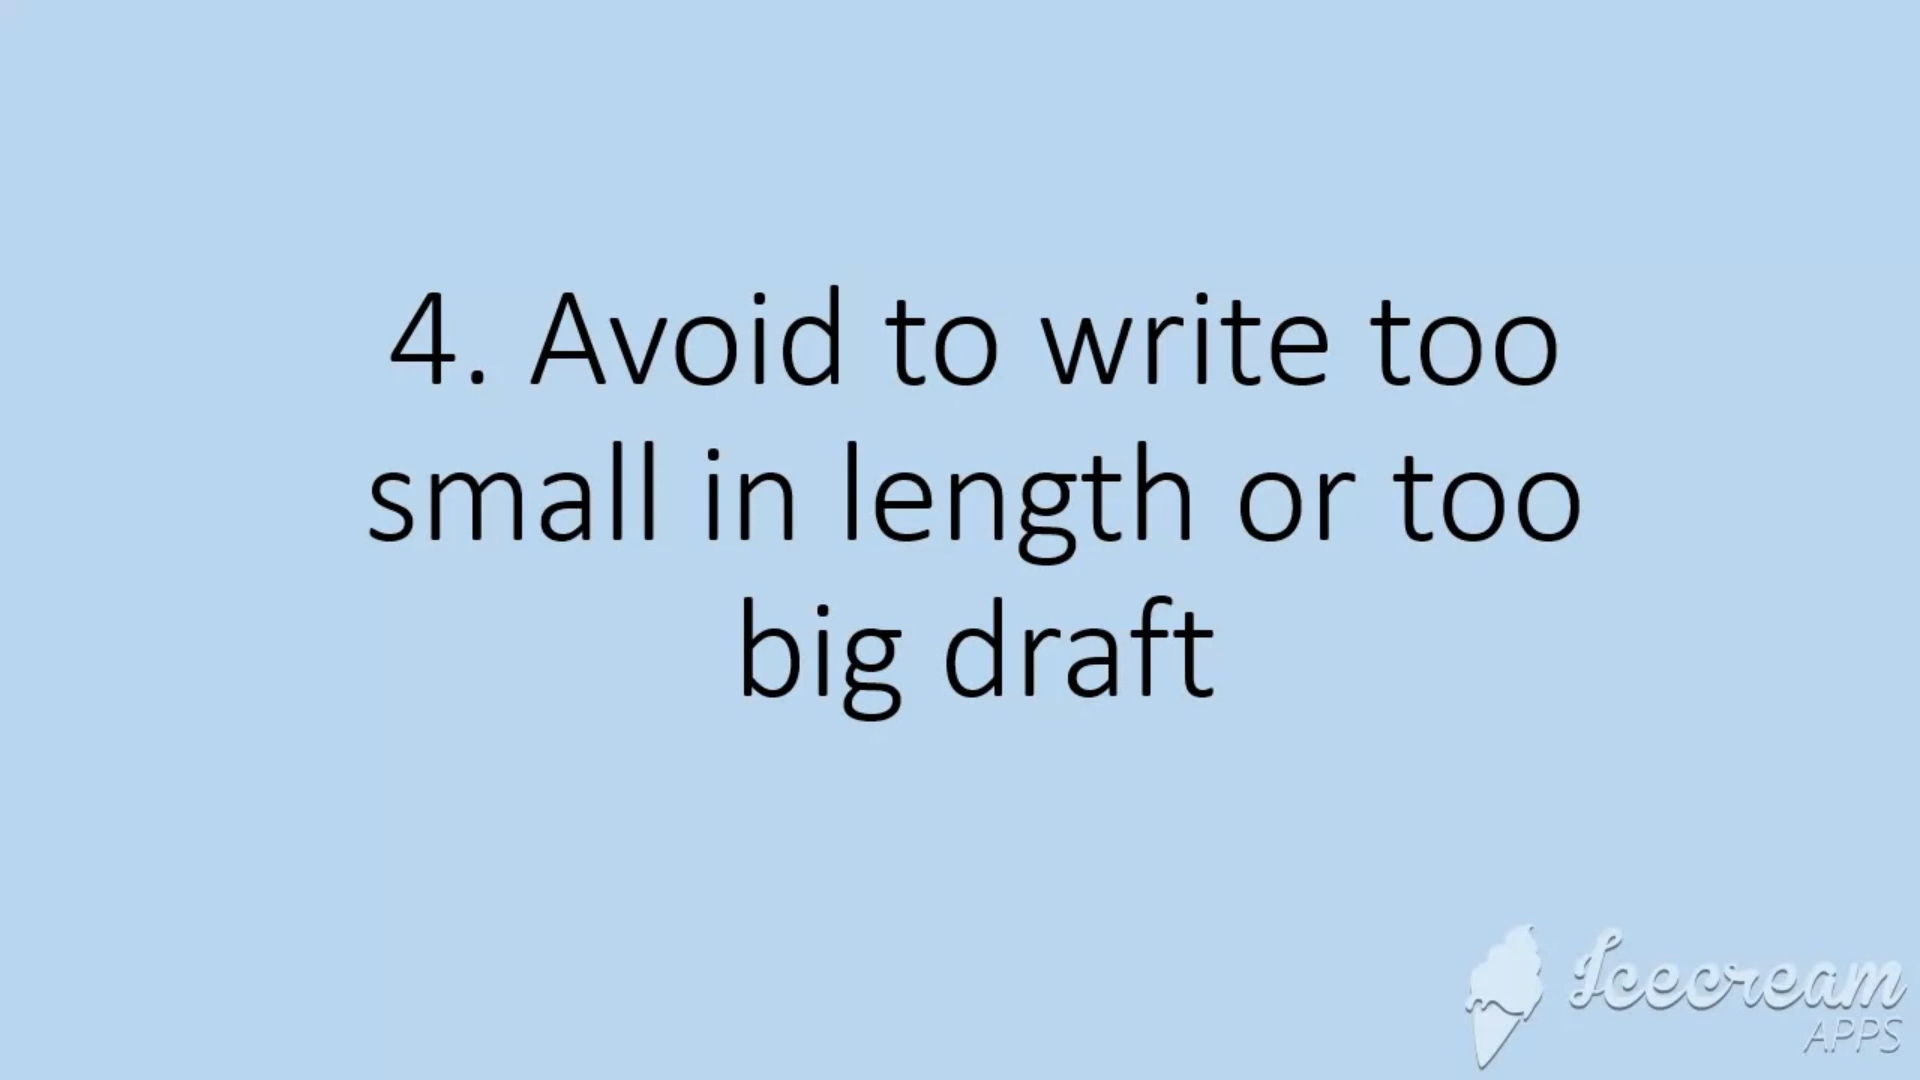 4. Avoid to write too
small in length or too
big draft
Icecream
APPS